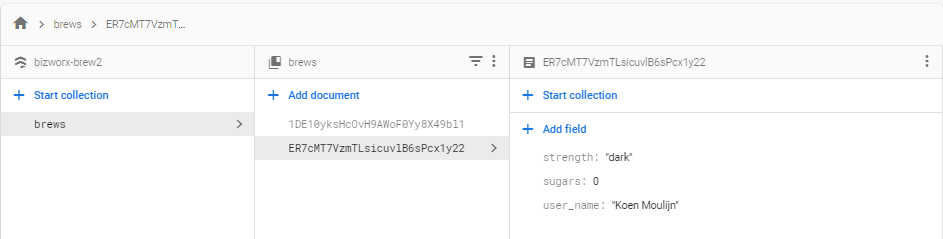 brews
ER7cMT7VzmT...
bizworx-brew2
brews
ER7cMT7VzmTLsicuvlB6sPcx1y22
Start collection
Add document
Start collection
brews
1DE10yksHcOvH9AWoF0Yy8X49bl1
ER7cMT7VzmTLsicuvlB6sPcx1y22
Add field
strength: "dark"
sugars: 0
user_name: "Koen Moulijn"